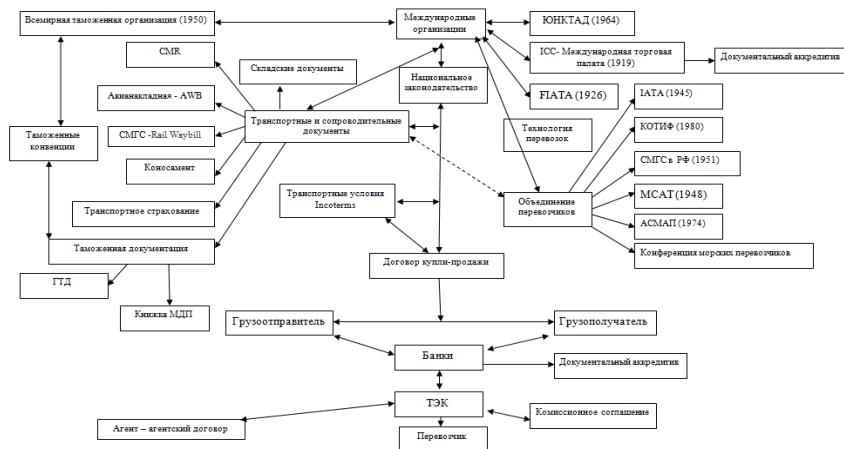 Всемирная таможенная организация (1950)
Международные
организации
ЮНКТАД (1964)
CMR
ICC- Международная торговая
палата (1919)
Документальный аккредитив
Складские документы
Национальное
законодательство
Авианакладная - AWB
FIATA (1926)
IATA (1945)
Транспортные и сопроводительные
документы
Технология
перевозок
КОТИФ (1980)
Таможенные
конвенции
СМГС -Rail Waybill
Коносамент
СМГС в РФ (1951)
Транспортные условия
Incoterms
Объединение
перевозчиков
МСАТ (1948)
Транспортное страхование
АСМАП (1974)
Таможенная документация
Договор купли-продажи
Конференция морских перевозчиков
ГТД
Книжка МДП
Грузоотправитель
Грузополучатель
Банки
Документальный аккредитив
ТЭК
Комиссионное соглашение
Агент – агентский договор
Перевозчик